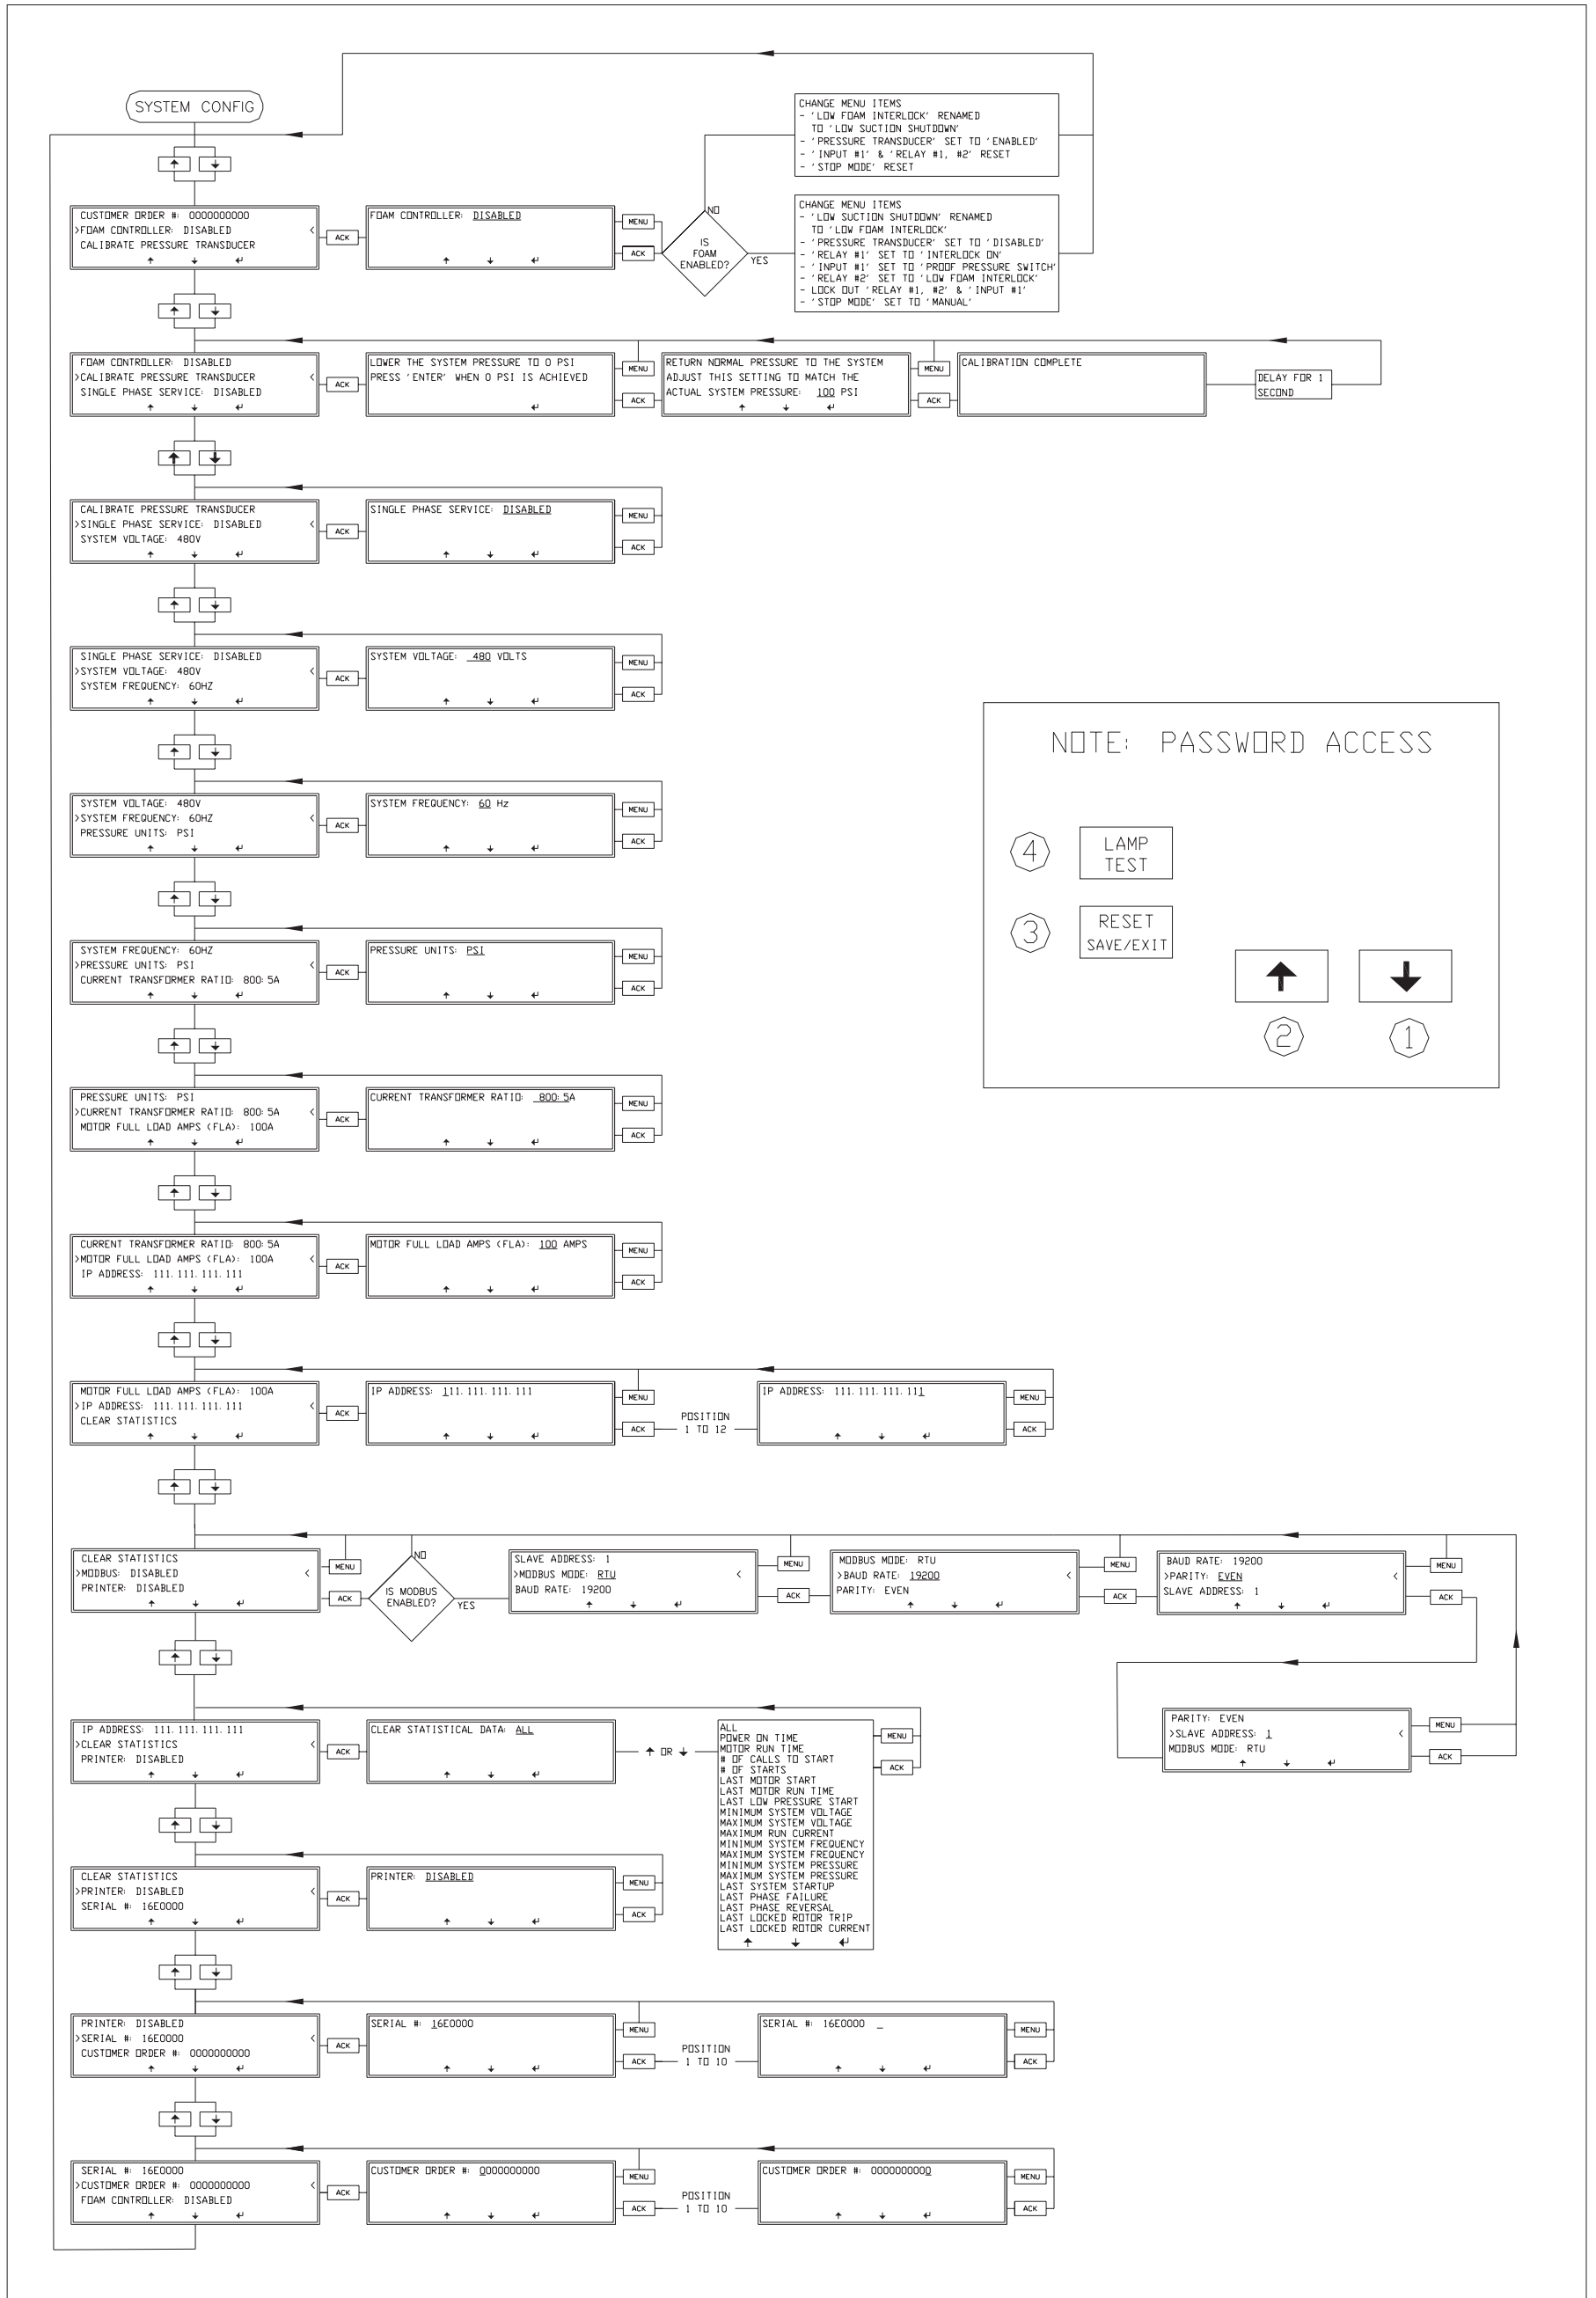 SYSTEM CONFIG
CHANGE MENU ITEMS
- 'LOW FOAM INTERLOCK' RENAMED
TO 'LOW SUCTION SHUTDOWN'
- 'PRESSURE TRANSDUCER' SET TO 'ENABLED'
- 'INPUT #1' & 'RELAY #1, #2' RESET
- 'STOP MODE' RESET
CUSTOMER ORDER #: 0000000000
>FOAM CONTROLLER: DISABLED <
CALIBRATE PRESSURE TRANSDUCER
ACK
FOAM CONTROLLER: DISABLED
MENU
ACK
NO
IS
FOAM
ENABLED?
YES
CHANGE MENU ITEMS
- 'LOW SUCTION SHUTDOWN' RENAMED
TO 'LOW FOAM INTERLOCK'
- 'PRESSURE TRANSDUCER' SET TO 'DISABLED'
- 'RELAY #1' SET TO 'INTERLOCK ON'
- 'INPUT #1' SET TO 'PROOF PRESSURE SWITCH'
- 'RELAY #2' SET TO 'LOW FOAM INTERLOCK'
- LOCK OUT 'RELAY #1, #2' & 'INPUT #1'
- 'STOP MODE' SET TO 'MANUAL'
FOAM CONTROLLER: DISABLED
>CALIBRATE PRESSURE TRANSDUCER <
SINGLE PHASE SERVICE: DISABLED
ACK
LOWER THE SYSTEM PRESSURE TO 0 PSI
PRESS 'ENTER' WHEN 0 PSI IS ACHIEVED
MENU
ACK
RETURN NORMAL PRESSURE TO THE SYSTEM
ADJUST THIS SETTING TO MATCH THE
ACTUAL SYSTEM PRESSURE: 100 PSI
MENU
ACK
CALIBRATION COMPLETE
DELAY FOR 1
SECOND
CALIBRATE PRESSURE TRANSDUCER
>SINGLE PHASE SERVICE: DISABLED <
SYSTEM VOLTAGE: 480V
ACK
SINGLE PHASE SERVICE: DISABLED
MENU
ACK
SINGLE PHASE SERVICE: DISABLED
>SYSTEM VOLTAGE: 480V <
SYSTEM FREQUENCY: 60HZ
ACK
SYSTEM VOLTAGE: 480 VOLTS
MENU
ACK
NOTE: PASSWORD ACCESS
4
LAMP
TEST
3
RESET
SAVE/EXIT
2
1
SYSTEM VOLTAGE: 480V
>SYSTEM FREQUENCY: 60HZ <
PRESSURE UNITS: PSI
ACK
SYSTEM FREQUENCY: 60 Hz
MENU
ACK
SYSTEM FREQUENCY: 60HZ
>PRESSURE UNITS: PSI <
CURRENT TRANSFORMER RATIO: 800:5A
ACK
PRESSURE UNITS: PSI
MENU
ACK
PRESSURE UNITS: PSI
>CURRENT TRANSFORMER RATIO: 800:5A <
MOTOR FULL LOAD AMPS (FLA): 100A
ACK
CURRENT TRANSFORMER RATIO: 800:5A
MENU
ACK
CURRENT TRANSFORMER RATIO: 800:5A
>MOTOR FULL LOAD AMPS (FLA): 100A <
IP ADDRESS: 111.111.111.111
ACK
MOTOR FULL LOAD AMPS (FLA): 100 AMPS
MENU
ACK
MOTOR FULL LOAD AMPS (FLA): 100A
>IP ADDRESS: 111.111.111.111 <
CLEAR STATISTICS
ACK
IP ADDRESS: 111.111.111.111
MENU
ACK
POSITION
1 TO 12
IP ADDRESS: 111.111.111.111
MENU
ACK
CLEAR STATISTICS
>MODBUS: DISABLED <
PRINTER: DISABLED
MENU
ACK
NO
IS MODBUS
ENABLED?
YES
SLAVE ADDRESS: 1
>MODBUS MODE: RTU <
BAUD RATE: 19200
MENU
ACK
MODBUS MODE: RTU
>BAUD RATE: 19200 <
PARITY: EVEN
MENU
ACK
BAUD RATE: 19200
>PARITY: EVEN <
SLAVE ADDRESS: 1
MENU
ACK
PARITY: EVEN
>SLAVE ADDRESS: 1 <
MODBUS MODE: RTU
MENU
ACK
IP ADDRESS: 111.111.111.111
>CLEAR STATISTICS <
PRINTER: DISABLED
ACK
CLEAR STATISTICAL DATA: ALL
↑ OR ↓
ALL
POWER ON TIME
MOTOR RUN TIME
# OF CALLS TO START
# OF STARTS
LAST MOTOR START
LAST MOTOR RUN TIME
LAST LOW PRESSURE START
MINIMUM SYSTEM VOLTAGE
MAXIMUM SYSTEM VOLTAGE
MAXIMUM RUN CURRENT
MINIMUM SYSTEM FREQUENCY
MAXIMUM SYSTEM FREQUENCY
MINIMUM SYSTEM PRESSURE
MAXIMUM SYSTEM PRESSURE
LAST SYSTEM STARTUP
LAST PHASE FAILURE
LAST PHASE REVERSAL
LAST LOCKED ROTOR TRIP
LAST LOCKED ROTOR CURRENT
MENU
ACK
CLEAR STATISTICS
>PRINTER: DISABLED <
SERIAL #: 16E0000
ACK
PRINTER: DISABLED
MENU
ACK
PRINTER: DISABLED
>SERIAL #: 16E0000 <
CUSTOMER ORDER #: 0000000000
ACK
SERIAL #: 16E0000
MENU
ACK
POSITION
1 TO 10
SERIAL #: 16E0000 _
MENU
ACK
SERIAL #: 16E0000
>CUSTOMER ORDER #: 0000000000 <
FOAM CONTROLLER: DISABLED
ACK
CUSTOMER ORDER #: 0000000000
MENU
ACK
POSITION
1 TO 10
CUSTOMER ORDER #: 0000000000
MENU
ACK